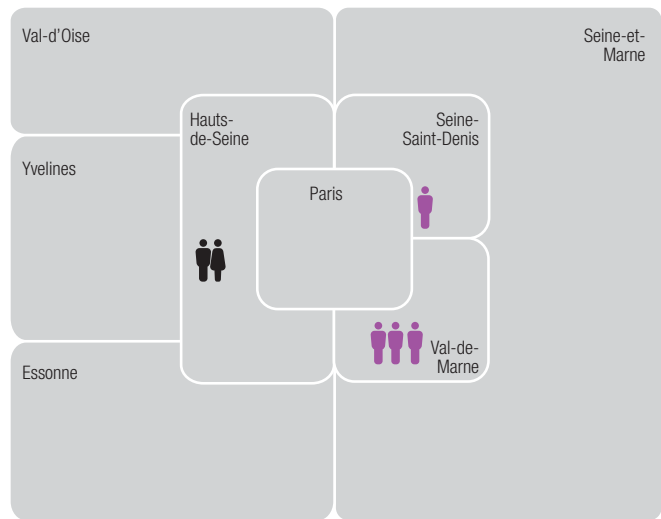 Val-d'Oise
Seine-et-
Marne
Hauts-
de-Seine
Seine-
Saint-Denis
Yvelines
Paris
Val-de-
Marne
Essonne